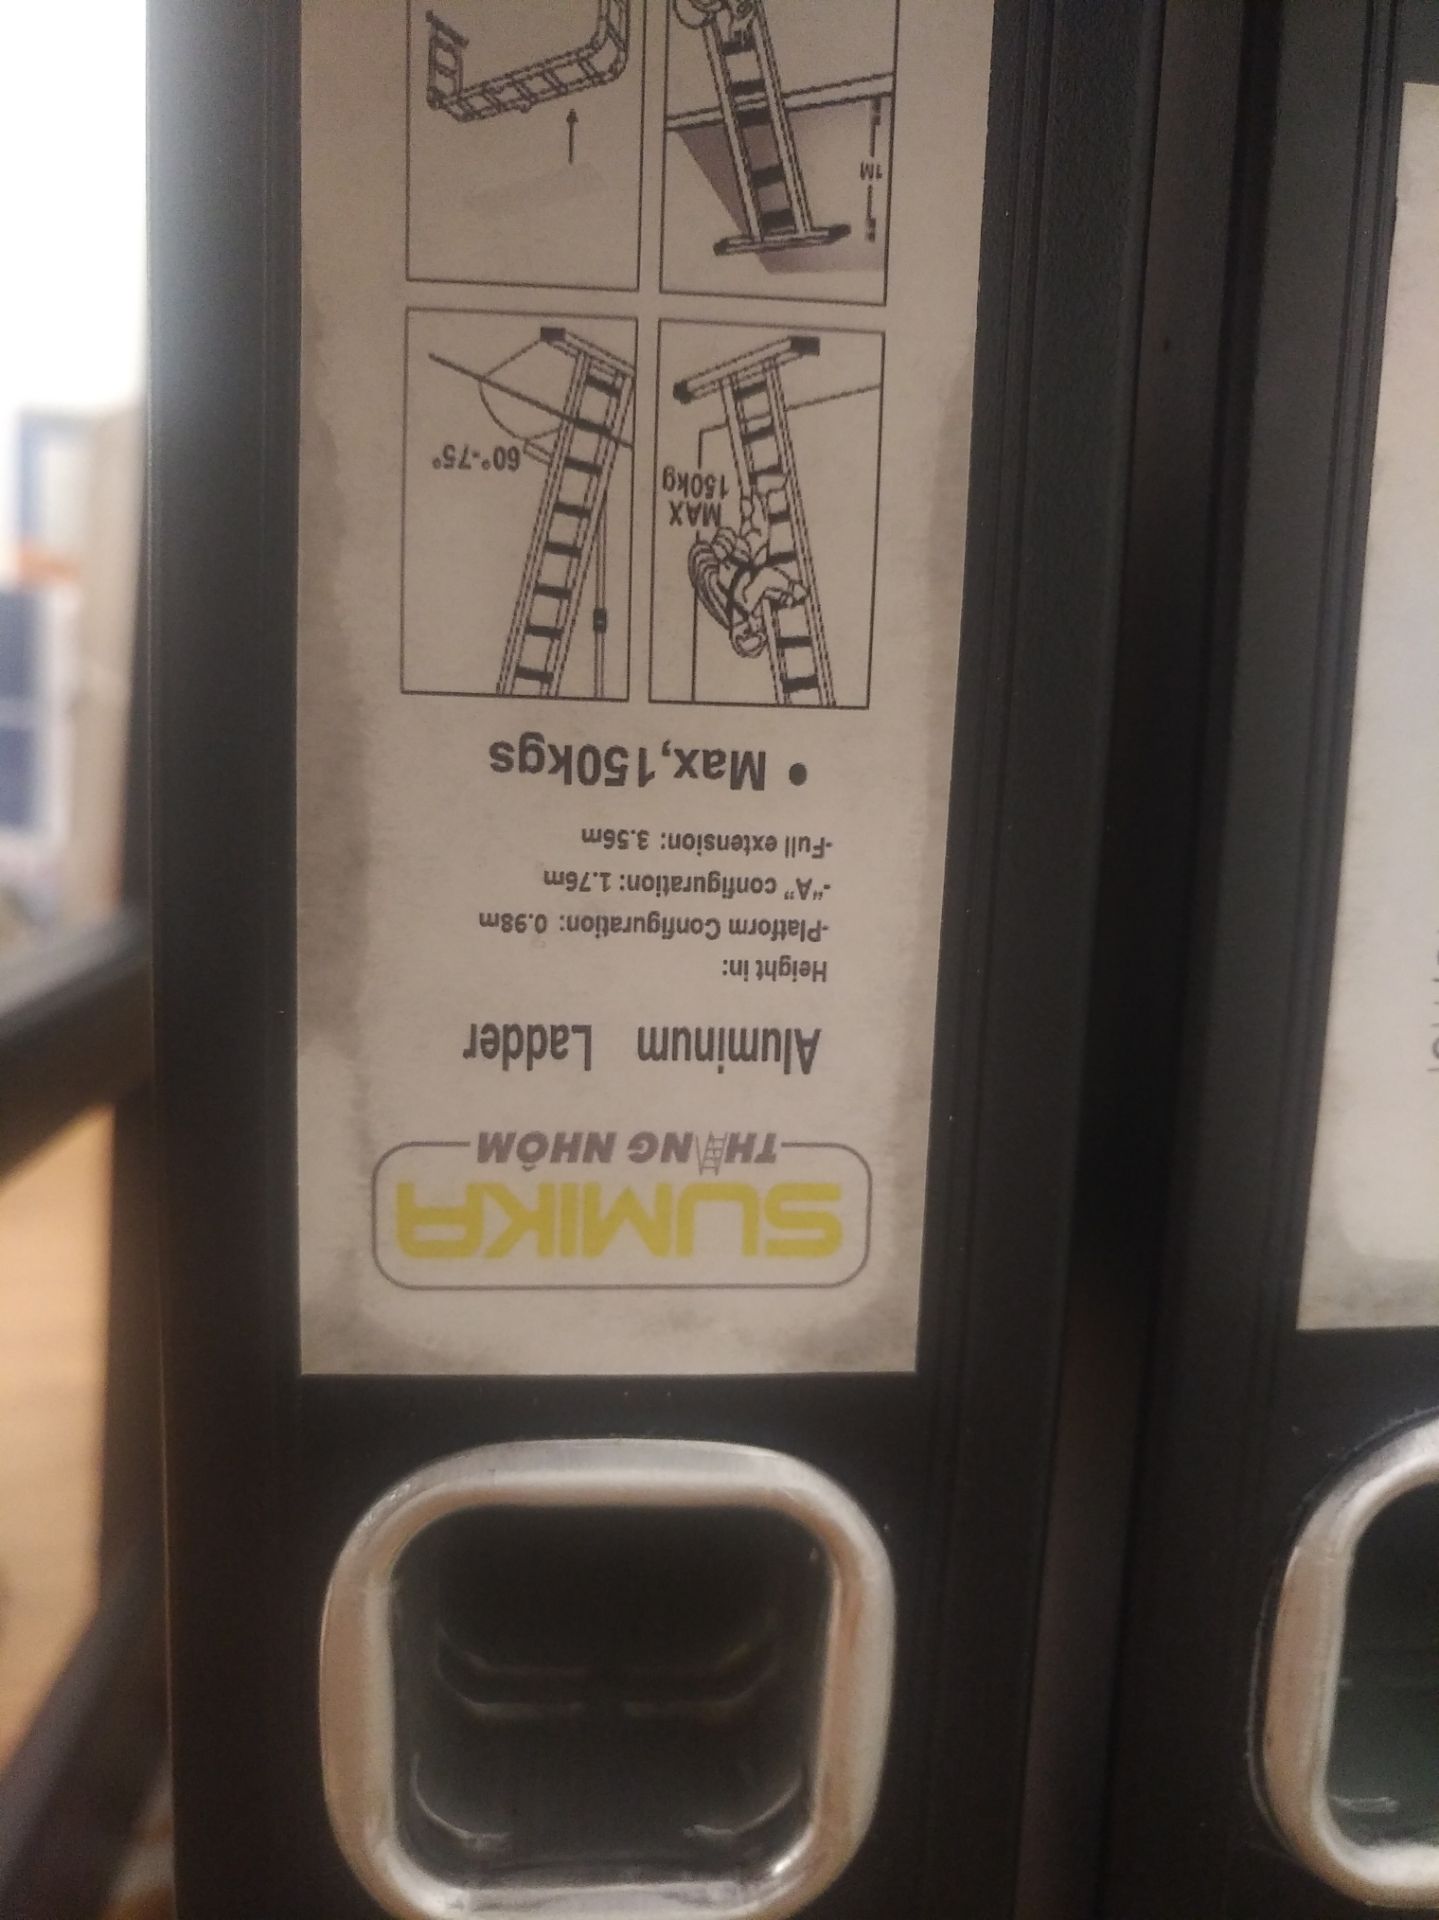 SUMIKA
THANG NHÔM
Aluminum Ladder
Height in:
-Platform Configuration: 0.98m
-"A" configuration: 1.76m
-Full extension: 3.56m
• Max,150kgs
MAX
150kg
60°-75°
1M